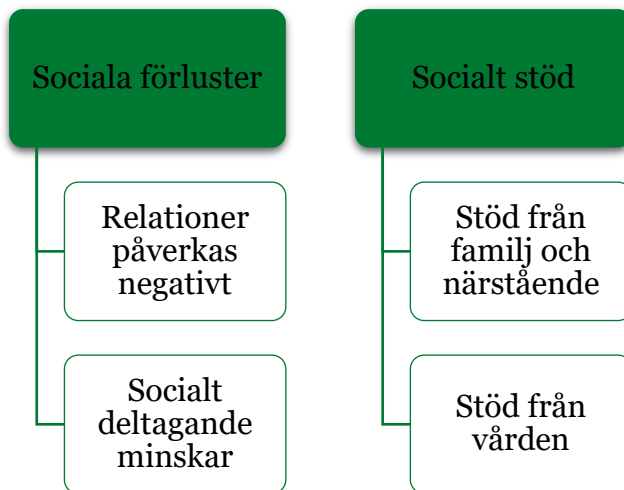 Sociala förluster
Relationer
påverkas
negativt
Socialt
deltagande
minskar
Socialt stöd
Stöd från
familj och
närstående
Stöd från
vården